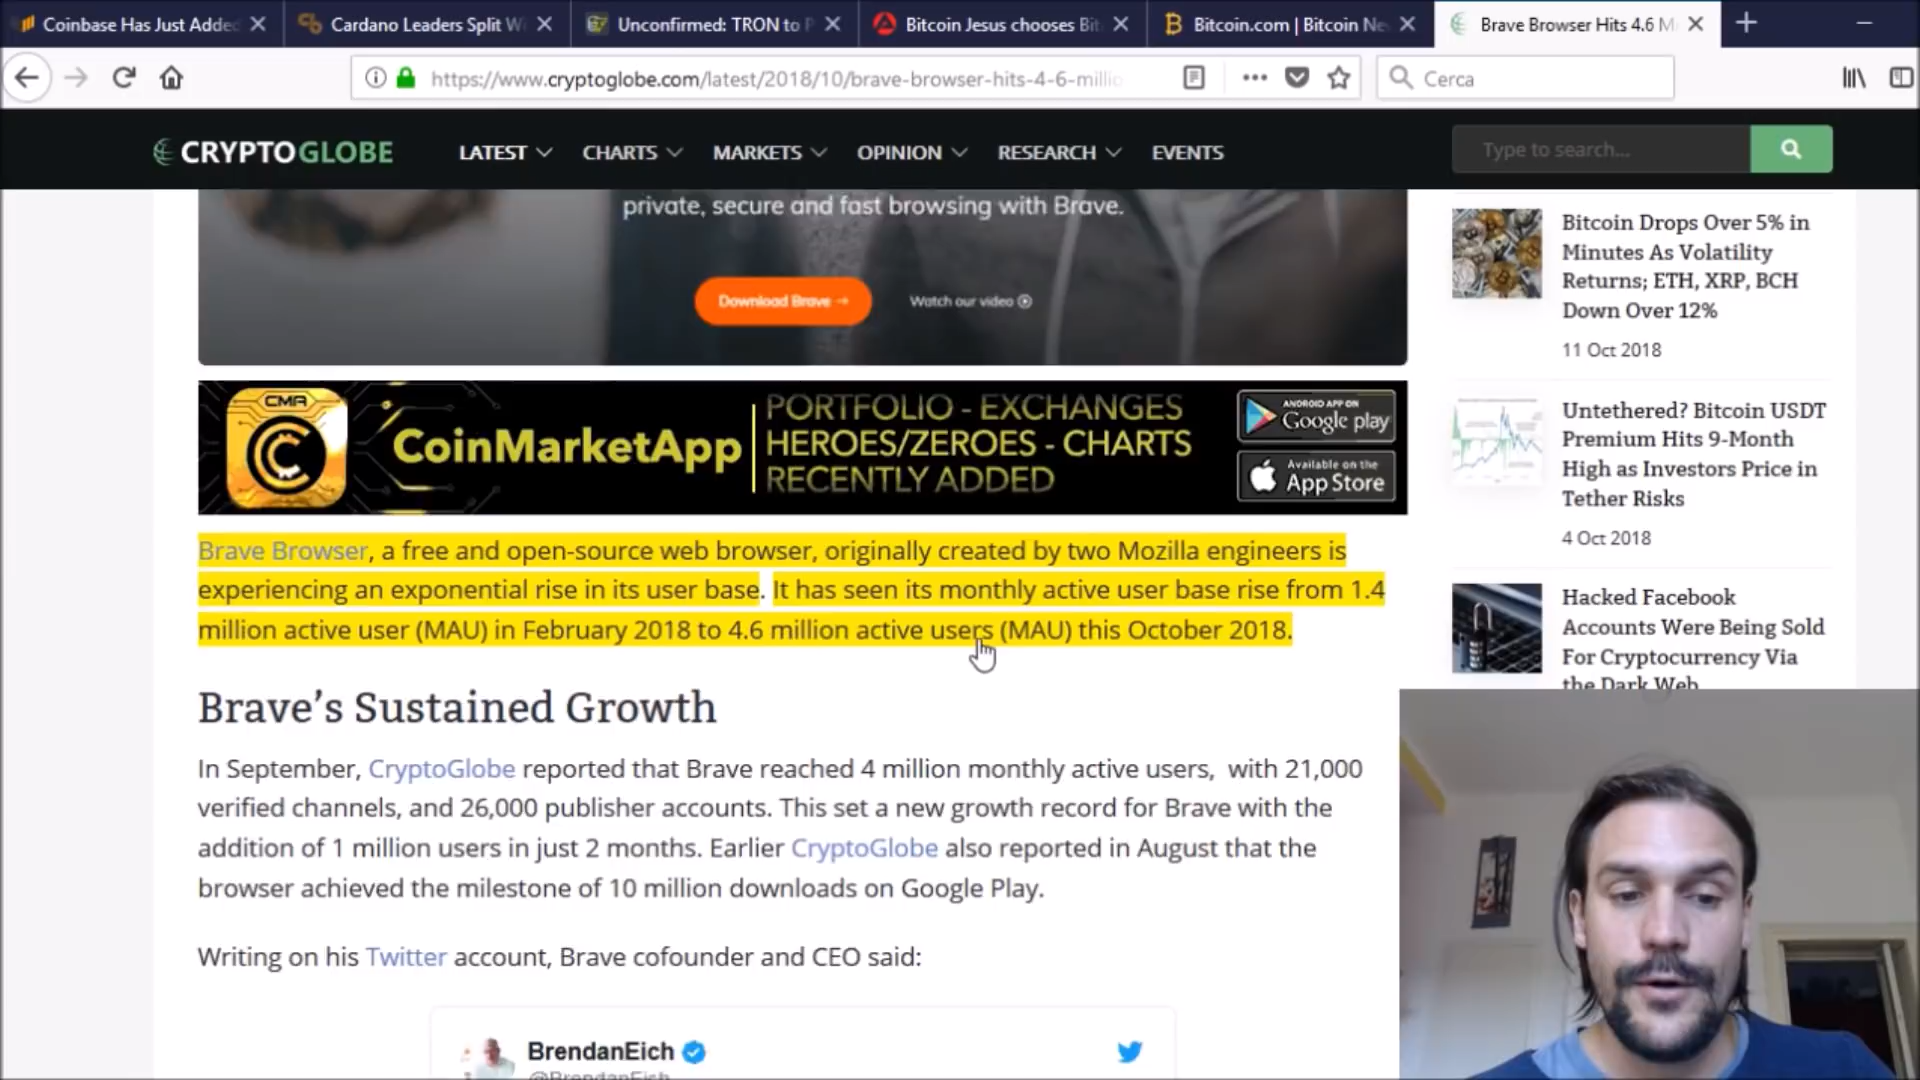 Coinbase Has Just Added
Cardano Leaders Split Wi
Unconfirmed: TRON to P
Bitcoin Jesus chooses Bit
Bitcoin.com | Bitcoin Ne
Brave Browser Hits 4.6 M
https://www.cryptoglobe.com/latest/2018/10/brave-browser-hits-4-6-millio
Cerca
CRYPTOGLOBE
LATEST
CHARTS
MARKETS
OPINION
RESEARCH
EVENTS
Type to search...
private, secure and fast browsing with Brave.
Download Brave →
Watch our video
CMA
CoinMarketApp
PORTFOLIO - EXCHANGES
HEROES/ZEROES - CHARTS
RECENTLY ADDED
ANDROID APP ON
Google play
Available on the
App Store
Brave Browser, a free and open-source web browser, originally created by two Mozilla engineers is
experiencing an exponential rise in its user base. It has seen its monthly active user base rise from 1.4
million active user (MAU) in February 2018 to 4.6 million active users (MAU) this October 2018.
Brave’s Sustained Growth
In September, CryptoGlobe reported that Brave reached 4 million monthly active users, with 21,000
verified channels, and 26,000 publisher accounts. This set a new growth record for Brave with the
addition of 1 million users in just 2 months. Earlier CryptoGlobe also reported in August that the
browser achieved the milestone of 10 million downloads on Google Play.
Writing on his Twitter account, Brave cofounder and CEO said:
BrendanEich
@BrendanEich
Bitcoin Drops Over 5% in
Minutes As Volatility
Returns; ETH, XRP, BCH
Down Over 12%
11 Oct 2018
Untethered? Bitcoin USDT
Premium Hits 9-Month
High as Investors Price in
Tether Risks
4 Oct 2018
Hacked Facebook
Accounts Were Being Sold
For Cryptocurrency Via
the Dark Web